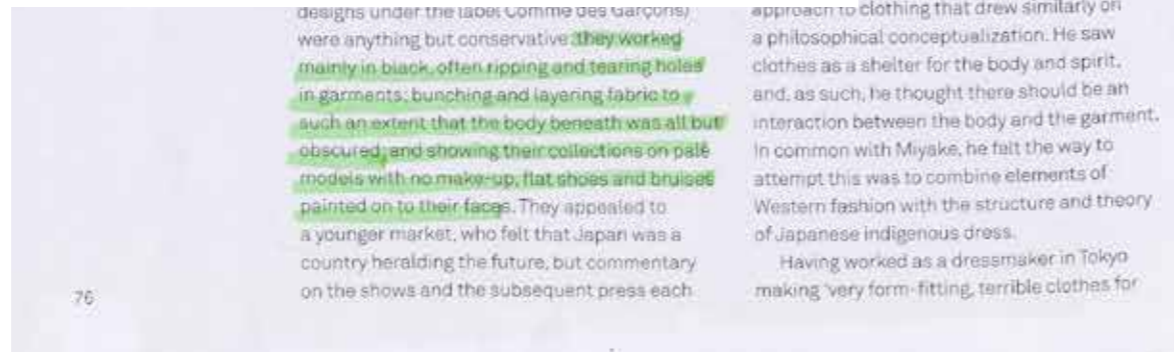 designs under the label Comme des Garçons)
were anything but conservative: they worked
mainly in black, often ripping and tearing holes
in garments; bunching and layering fabric to
such an extent that the body beneath was all but
obscured; and showing their collections on pale
models with no make-up, flat shoes and bruises
painted on to their faces. They appealed to
a younger market, who felt that Japan was a
country heralding the future, but commentary
on the shows and the subsequent press each
76
approach to clothing that drew similarly on
a philosophical conceptualization. He saw
clothes as a shelter for the body and spirit,
and, as such, he thought there should be an
interaction between the body and the garment.
In common with Miyake, he felt the way to
attempt this was to combine elements of
Western fashion with the structure and theory
of Japanese indigenous dress.
Having worked as a dressmaker in Tokyo
making 'very form-fitting, terrible clothes for